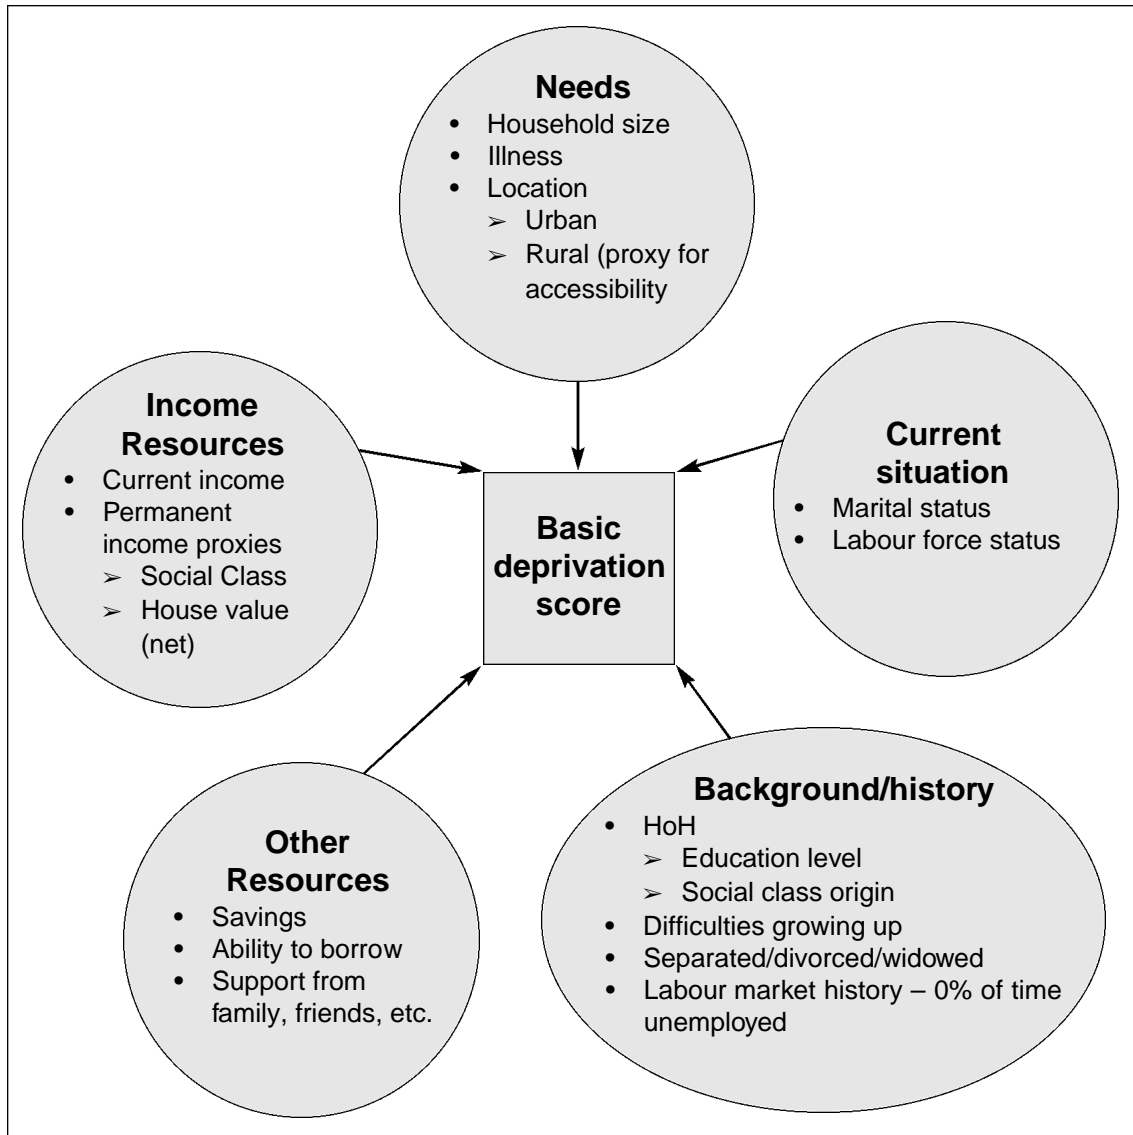 Needs
• Household size
• Illness
• Location
➢ Urban
➢ Rural (proxy for
accessibility
Income
Resources
• Current income
• Permanent
income proxies
➢ Social Class
➢ House value
(net)
Current
situation
• Marital status
• Labour force status
Basic
deprivation
score
Other
Resources
• Savings
• Ability to borrow
• Support from
family, friends, etc.
Background/history
• HoH
➢ Education level
➢ Social class origin
• Difficulties growing up
• Separated/divorced/widowed
• Labour market history – 0% of time
unemployed